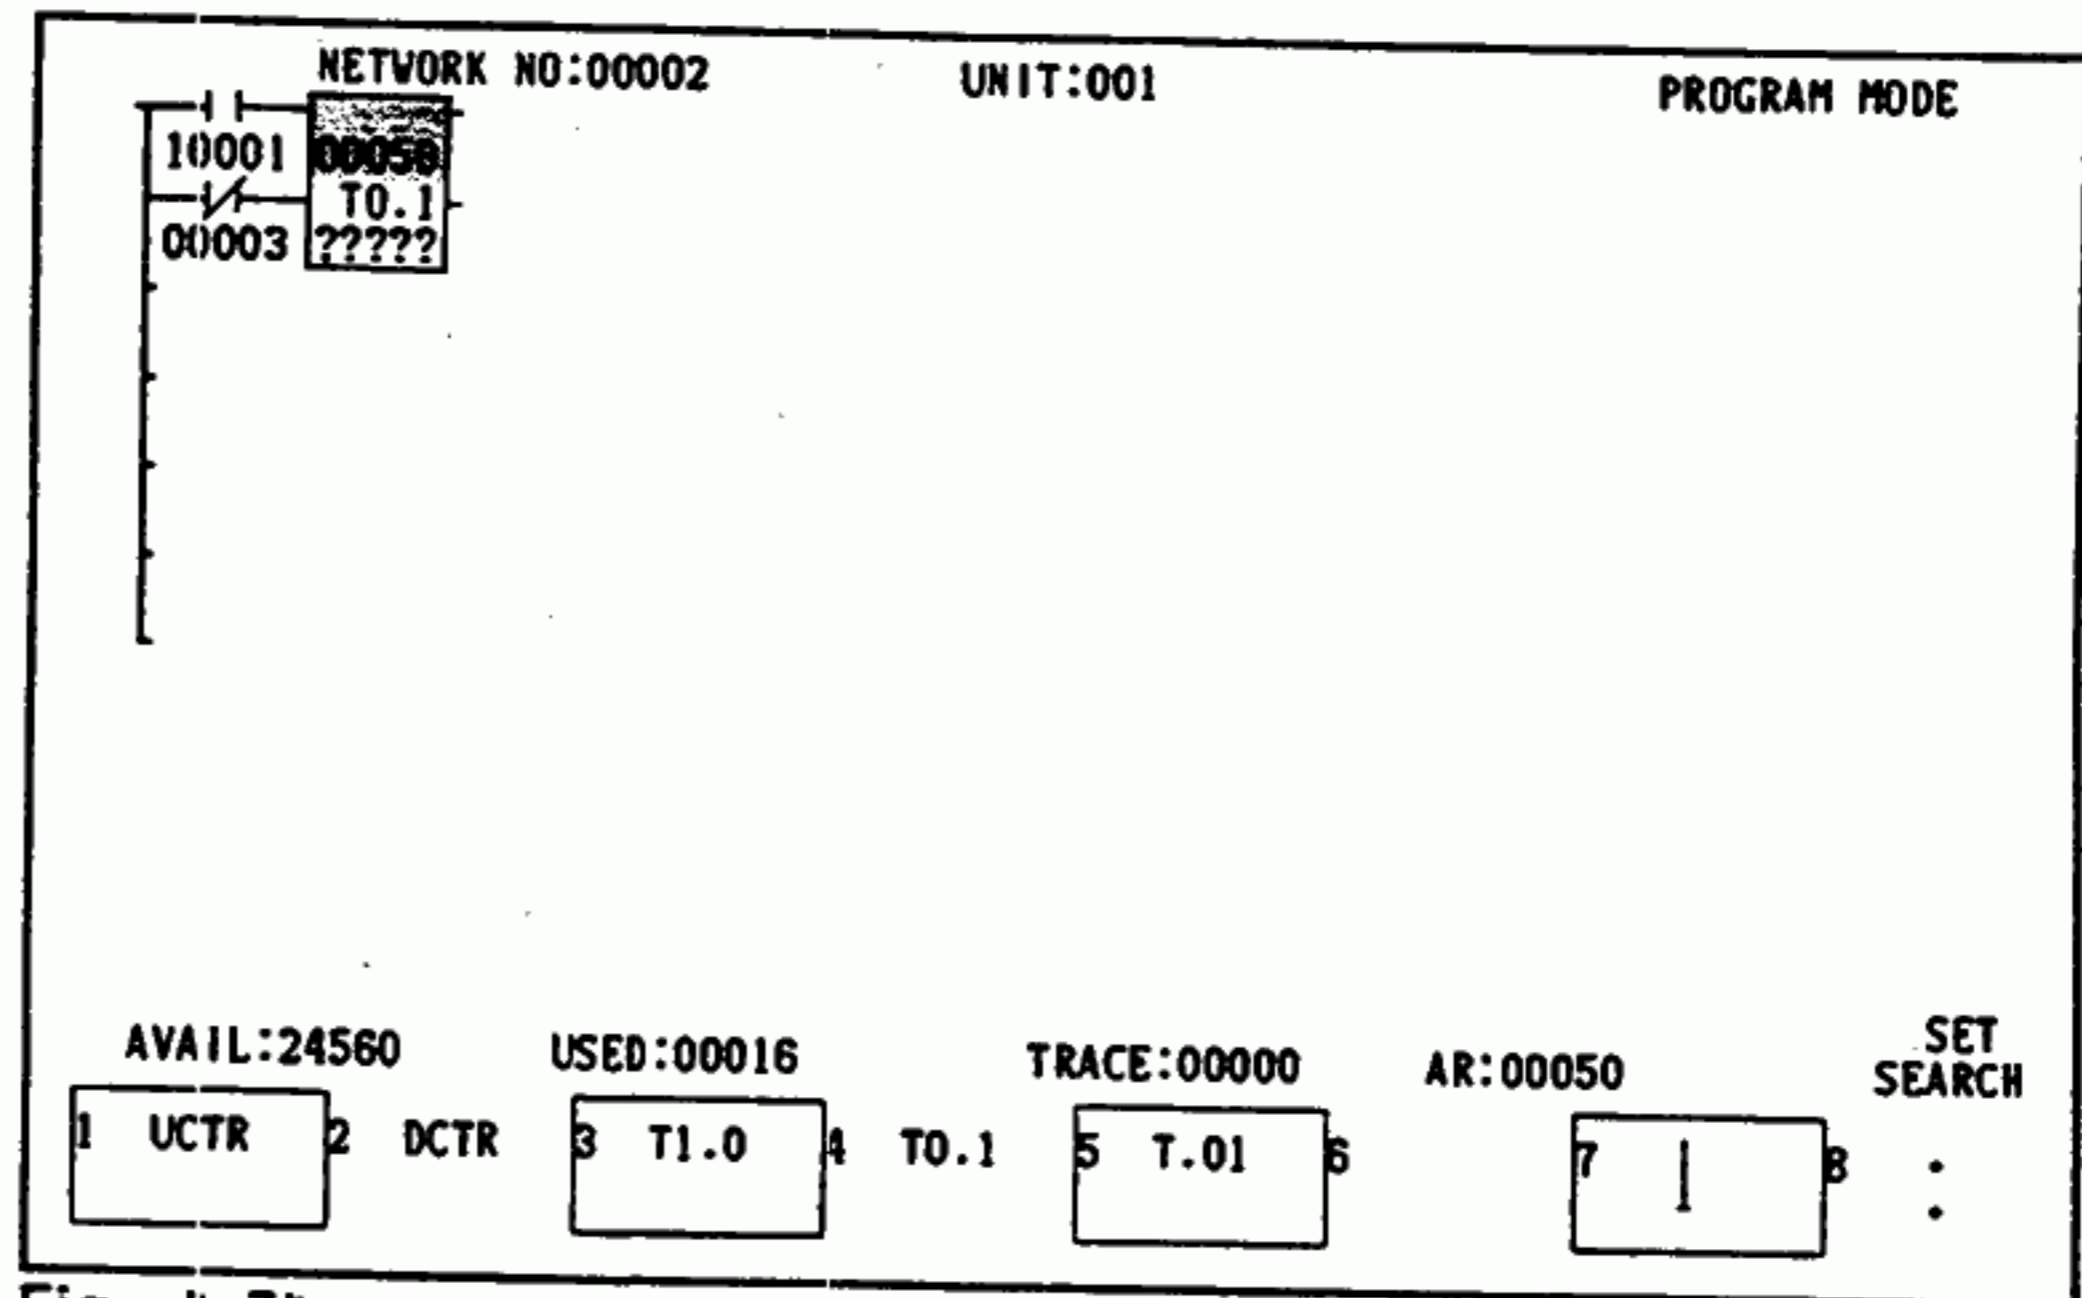 NETWORK NO:00002 UNIT:001 PROGRAM MODE
10001 00050
T0.1
00003 ?????
AVAIL:24560 USED:00016 TRACE:00000 AR:00050 SET SEARCH
1 UCTR 2 DCTR 3 T1.0 4 T0.1 5 T.01 6 7 | 8 :